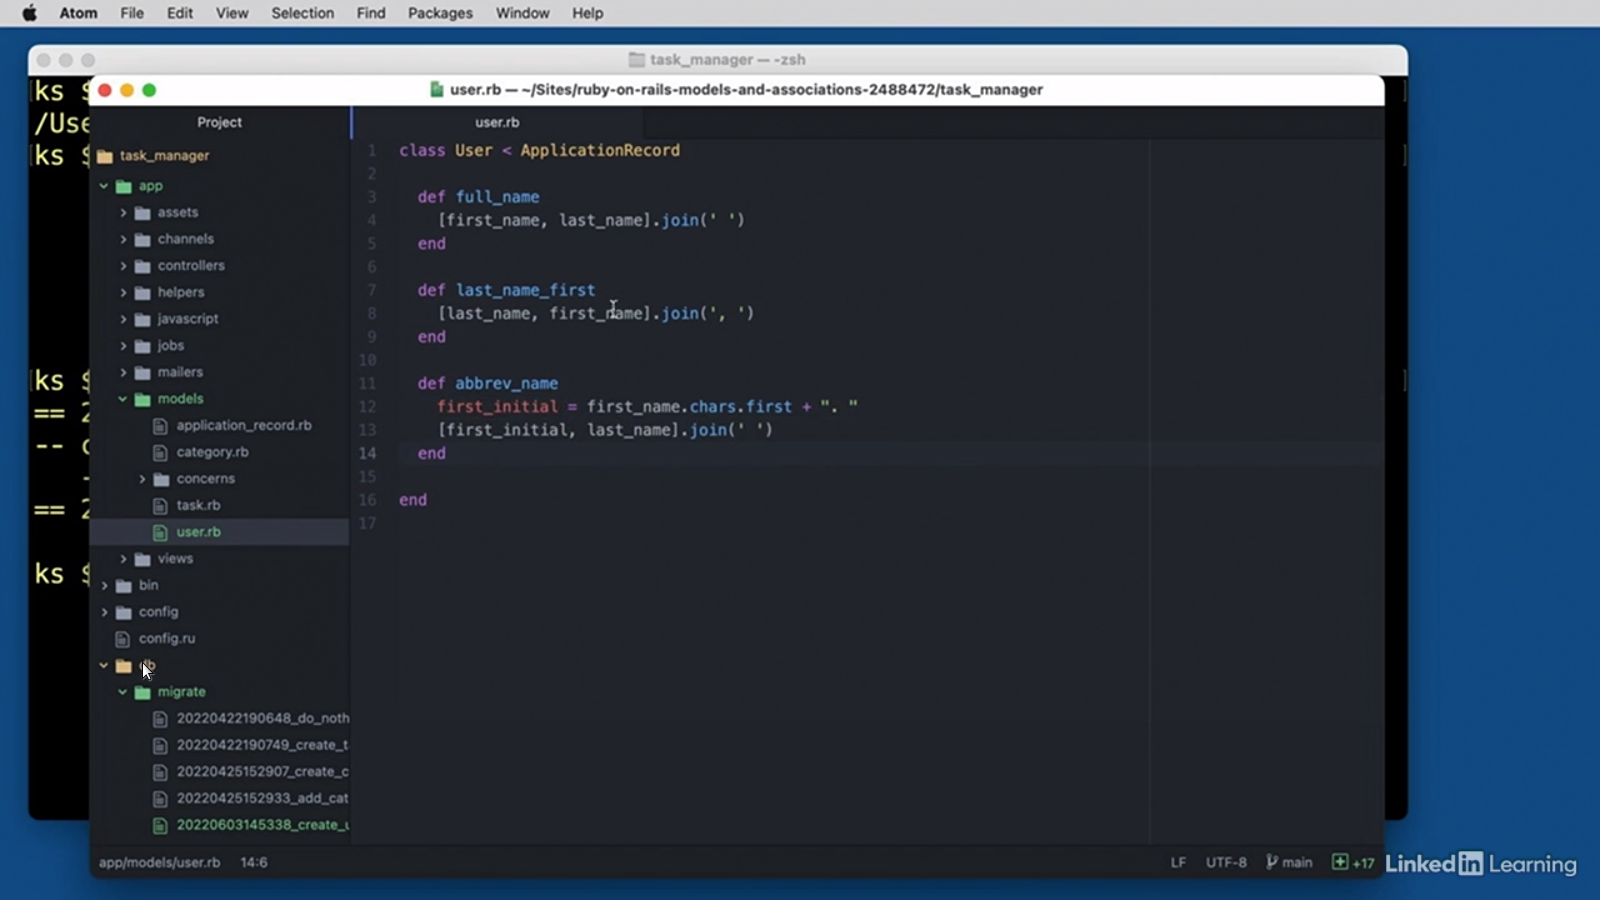 Atom File Edit View Selection Find Packages Window Help
task_manager — -zsh
ks $
/Use
ks $
ks $
==
--
-
==
ks $
user.rb — ~/Sites/ruby-on-rails-models-and-associations-2488472/task_manager
Project
task_manager
app
assets
channels
controllers
helpers
javascript
jobs
mailers
models
application_record.rb
category.rb
concerns
task.rb
user.rb
views
bin
config
config.ru
migrate
20220422190648_do_noth
20220422190749_create_t
20220425152907_create_c
20220425152933_add_cat
20220603145338_create_u
user.rb
1 class User < ApplicationRecord
2
3 def full_name
4 [first_name, last_name].join(' ')
5 end
6
7 def last_name_first
8 [last_name, first_name].join(', ')
9 end
10
11 def abbrev_name
12 first_initial = first_name.chars.first + ". "
13 [first_initial, last_name].join(' ')
14 end
15
16 end
17
app/models/user.rb 14:6
LF UTF-8 main +17
LinkedIn Learning